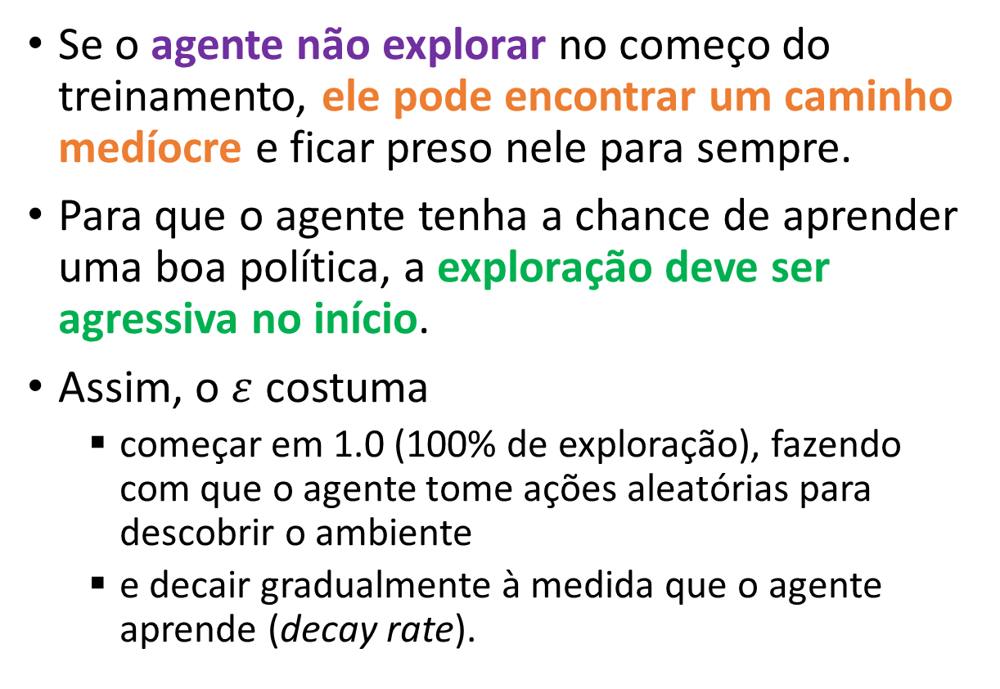 • Se o agente não explorar no começo do
treinamento, ele pode encontrar um caminho
medíocre e ficar preso nele para sempre.
• Para que o agente tenha a chance de aprender
uma boa política, a exploração deve ser
agressiva no início.
• Assim, o 𝜀 costuma
▪ começar em 1.0 (100% de exploração), fazendo
com que o agente tome ações aleatórias para
descobrir o ambiente
▪ e decair gradualmente à medida que o agente
aprende (decay rate).